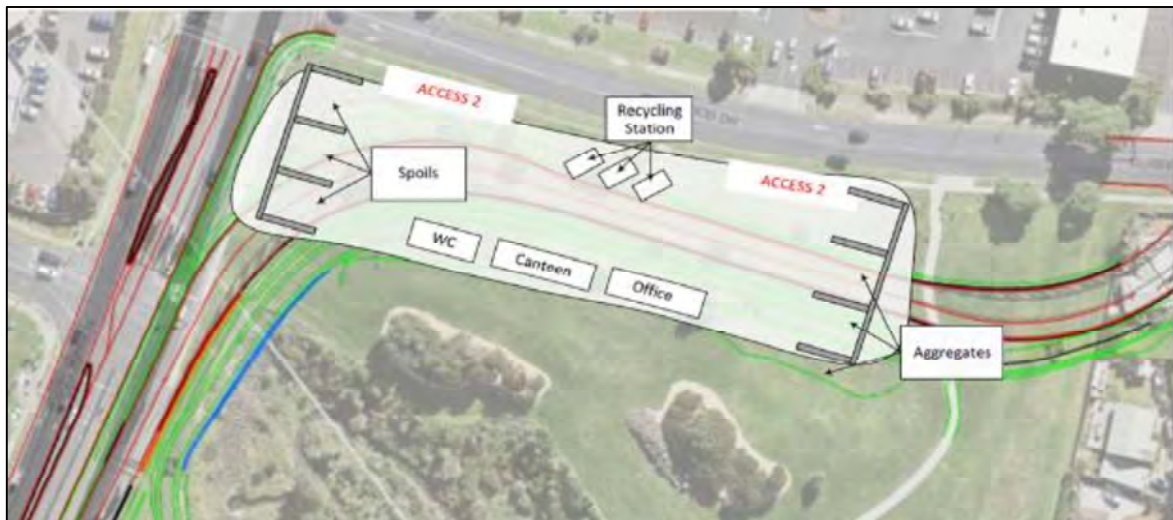 ACCESS 2
Recycling
Station
Spoils
ACCESS 2
WC
Canteen
Office
Aggregates